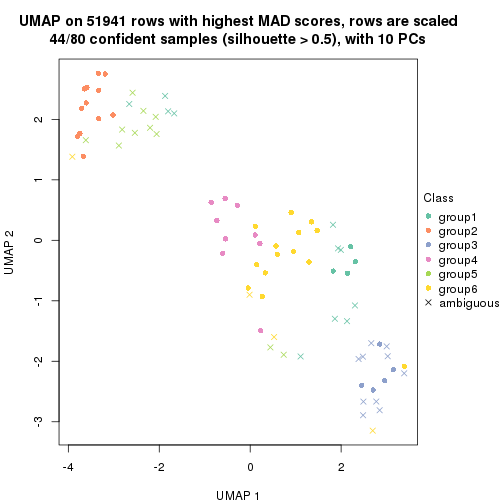 UMAP on 51941 rows with highest MAD scores, rows are scaled
44/80 confident samples (silhouette > 0.5), with 10 PCs
UMAP 2
2
1
0
-1
-2
-3
-4
-2
0
2
UMAP 1
Class
group1
group2
group3
group4
group5
group6
ambiguous